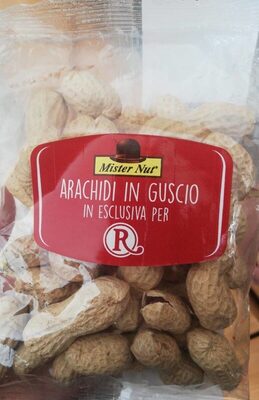 Mister Nut®
ARACHIDI IN GUSCIO
IN ESCLUSIVA PER
R